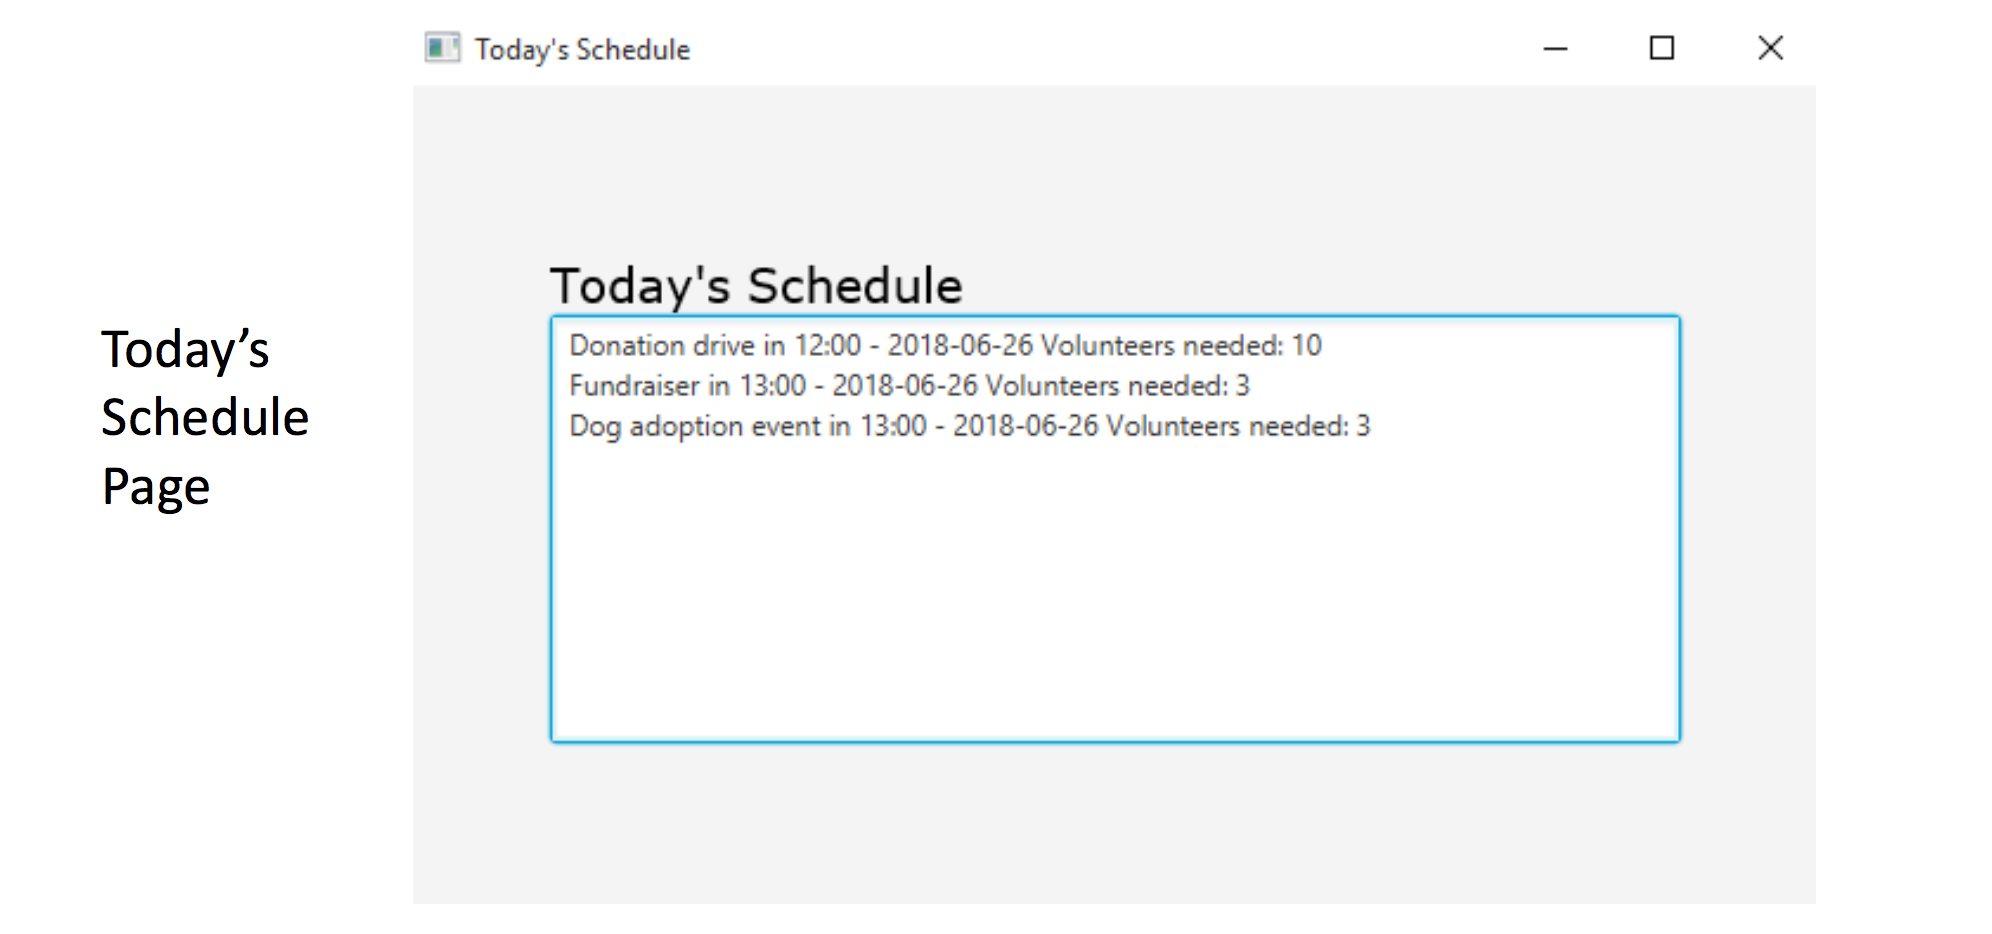 Today's Schedule
Today’s
Schedule
Page
Today's Schedule
Donation drive in 12:00 - 2018-06-26 Volunteers needed: 10
Fundraiser in 13:00 - 2018-06-26 Volunteers needed: 3
Dog adoption event in 13:00 - 2018-06-26 Volunteers needed: 3